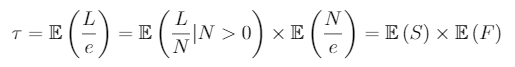 τ = 𝔼 (L/e) = 𝔼 (L/N | N > 0) × 𝔼 (N/e) = 𝔼 (S) × 𝔼 (F)